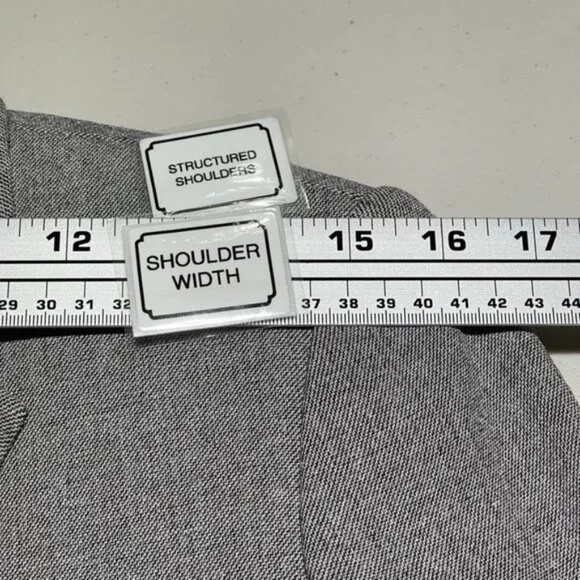 STRUCTURED
SHOULDERS
12 15 16 17
SHOULDER
WIDTH
29 30 31 32 37 38 39 40 41 42 43 44